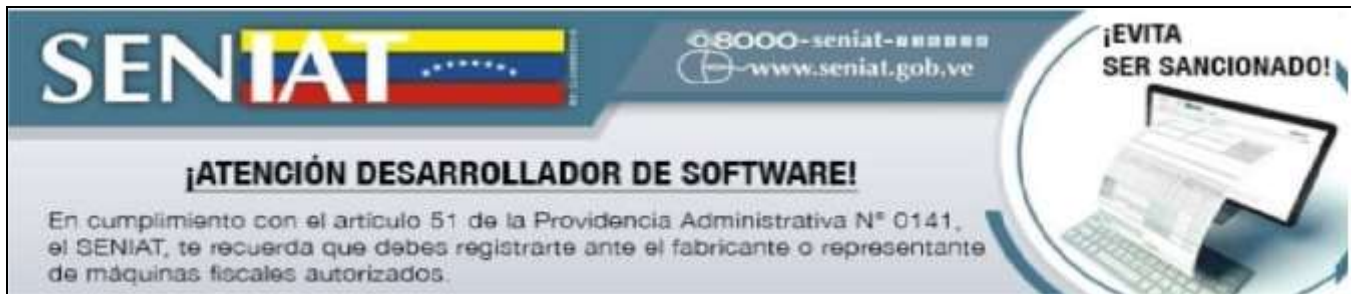 SENIAT
08000-seniat-
www.seniat.gob.ve
¡EVITA
SER SANCIONADO!
¡ATENCIÓN DESARROLLADOR DE SOFTWARE!
En cumplimiento con el artículo 51 de la Providencia Administrativa N° 0141,
el SENIAT, te recuerda que debes registrarte ante el fabricante o representante
de máquinas fiscales autorizados.